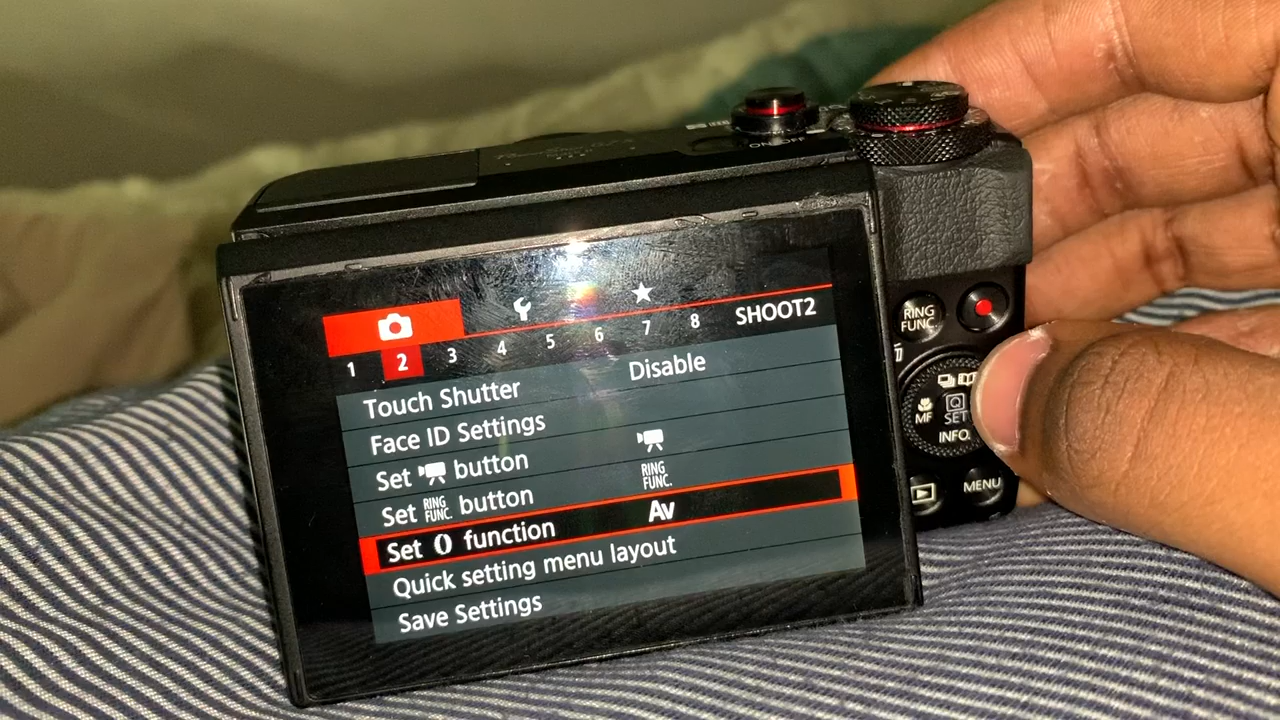 ON/OFF
1 2 3 4 5 6 7 8 SHOOT2
Touch Shutter Disable
Face ID Settings
Set button
Set RING FUNC. button RING FUNC.
Set function Av
Quick setting menu layout
Save Settings
RING
FUNC.
MF
Q
SET
INFO.
MENU